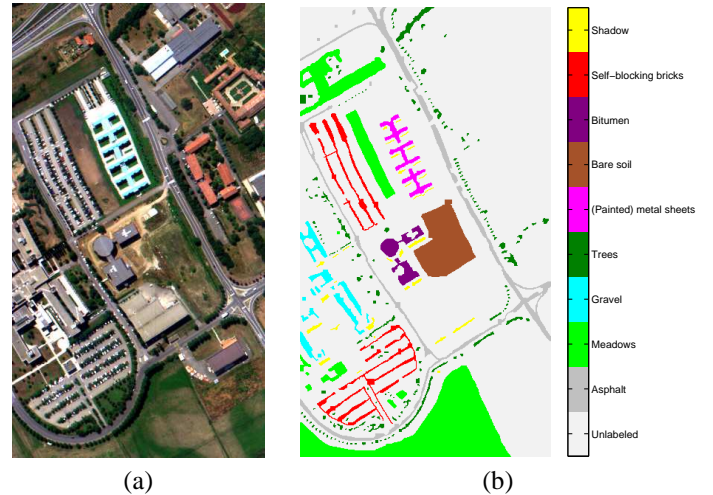 Shadow
Self-blocking bricks
Bitumen
Bare soil
(Painted) metal sheets
Trees
Gravel
Meadows
Asphalt
Unlabeled
(a)
(b)